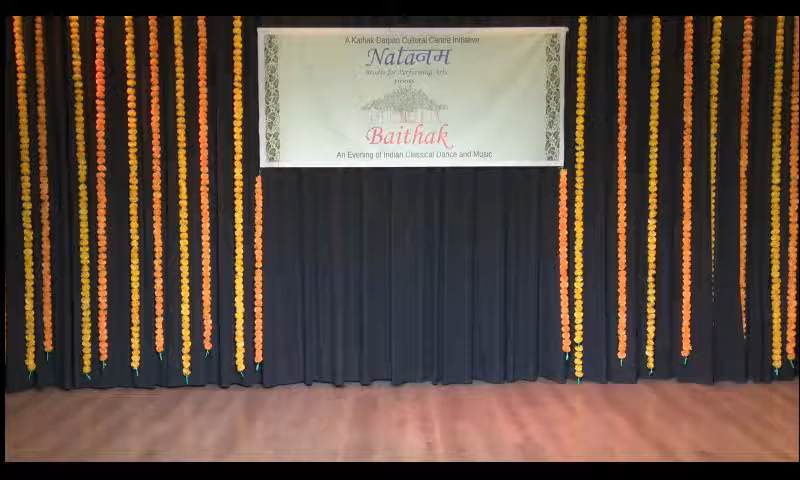 A Kathak Darpan Cultural Centre Initiative
Nataनम
Studio for Performing Arts
presents
Baithak
An Evening of Indian Classical Dance and Music